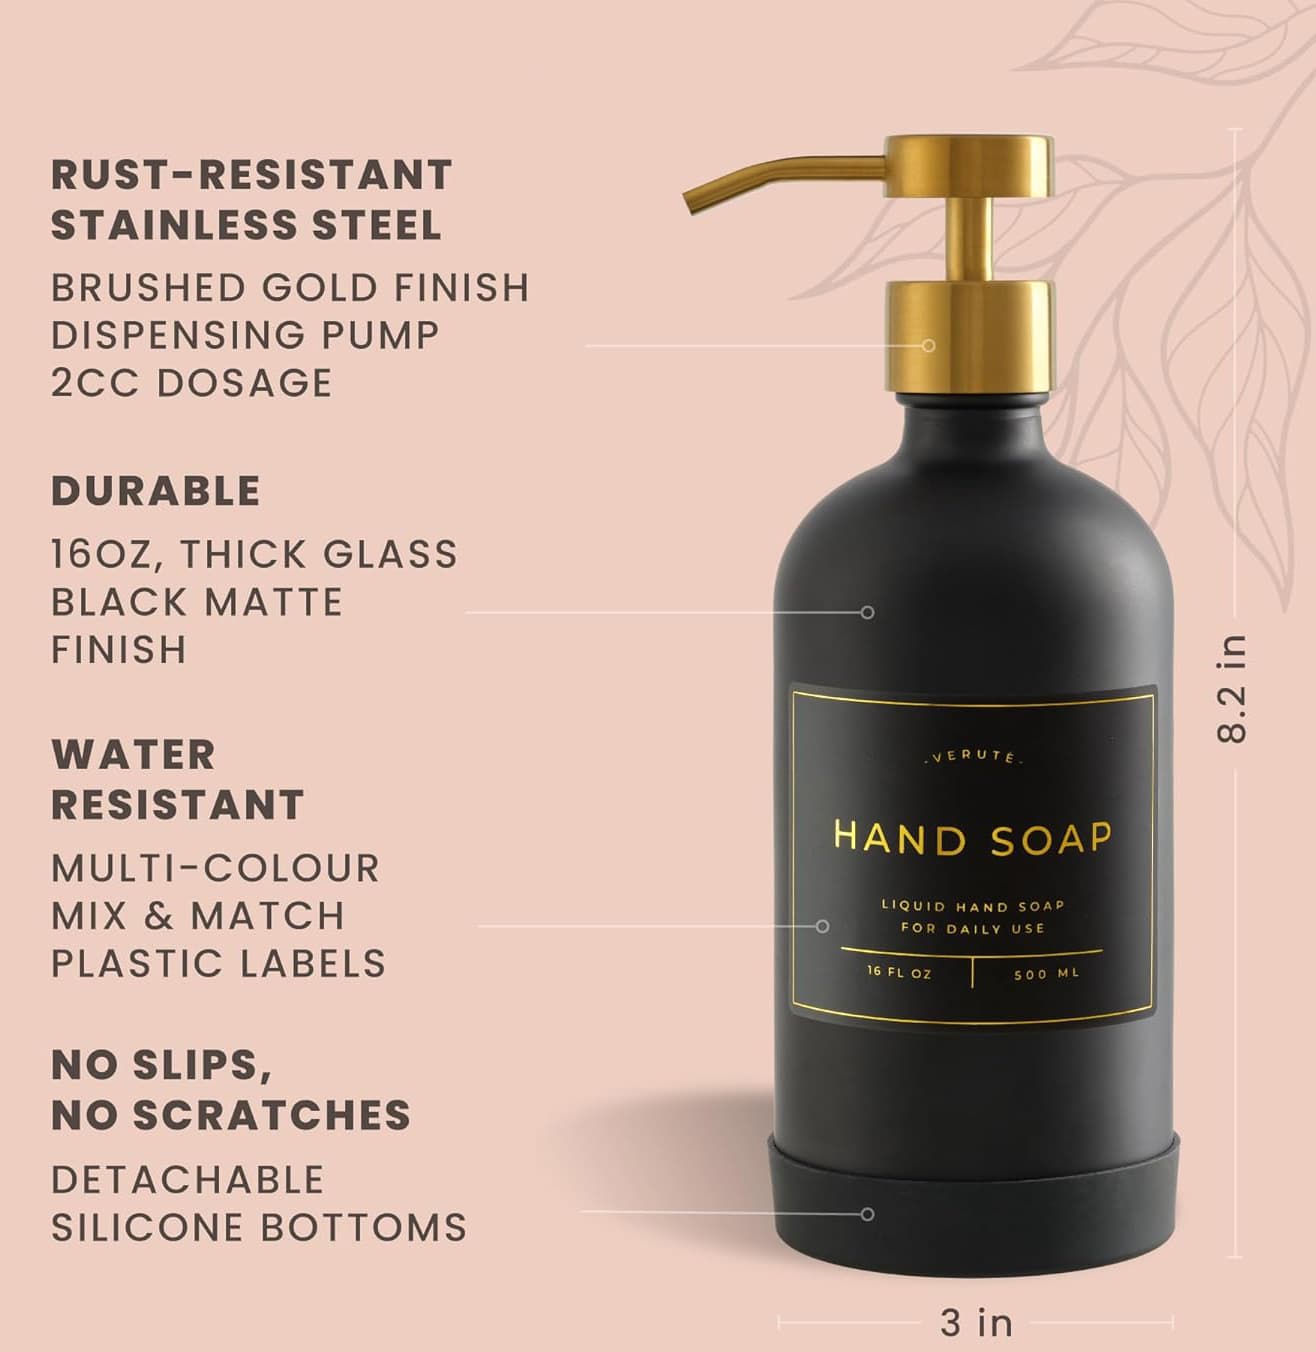 RUST-RESISTANT
STAINLESS STEEL
BRUSHED GOLD FINISH
DISPENSING PUMP
2CC DOSAGE
DURABLE
16OZ, THICK GLASS
BLACK MATTE
FINISH
WATER
RESISTANT
MULTI-COLOUR
MIX & MATCH
PLASTIC LABELS
NO SLIPS,
NO SCRATCHES
DETACHABLE
SILICONE BOTTOMS
·VERUTÉ·
HAND SOAP
LIQUID HAND SOAP
FOR DAILY USE
16 FL OZ
500 ML
8.2 in
3 in